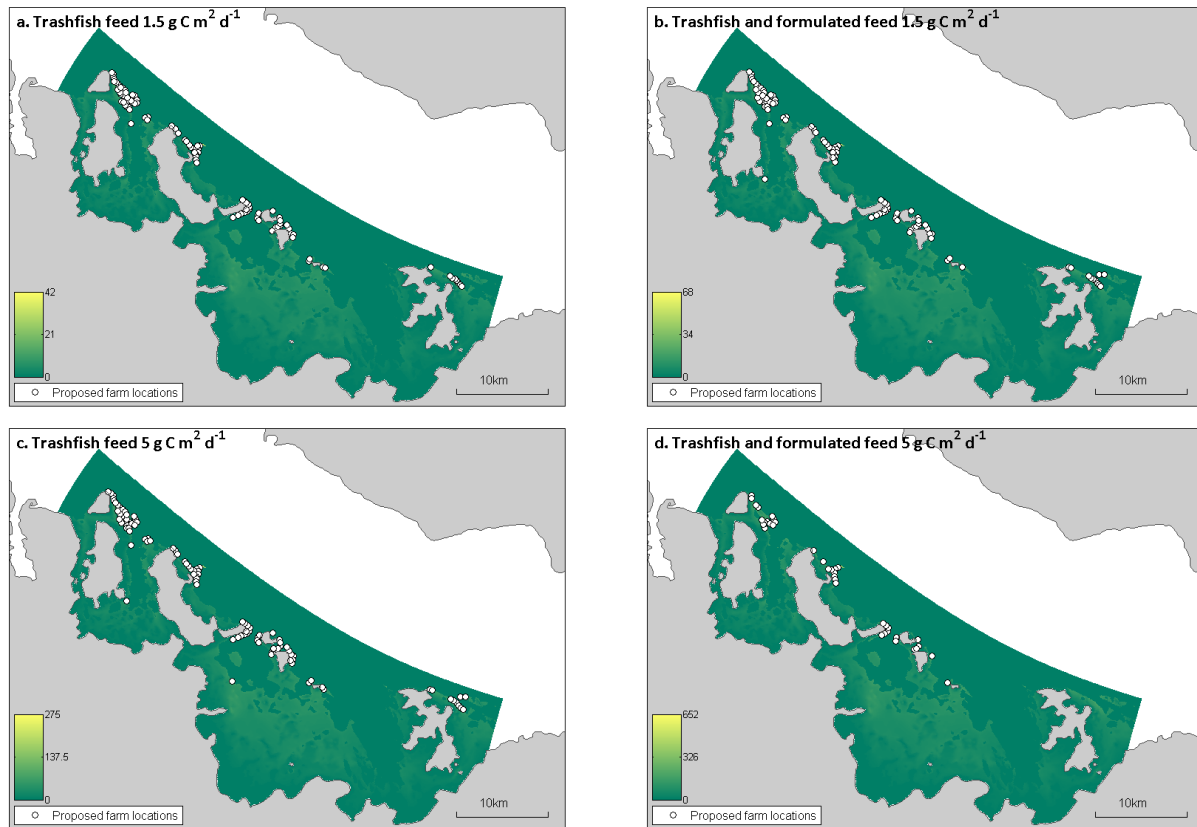 a. Trashfish feed 1.5 g C m² d⁻¹
42
21
0
Proposed farm locations
10km
b. Trashfish and formulated feed 1.5 g C m² d⁻¹
68
34
0
Proposed farm locations
10km
c. Trashfish feed 5 g C m² d⁻¹
275
137.5
0
Proposed farm locations
10km
d. Trashfish and formulated feed 5 g C m² d⁻¹
652
326
0
Proposed farm locations
10km